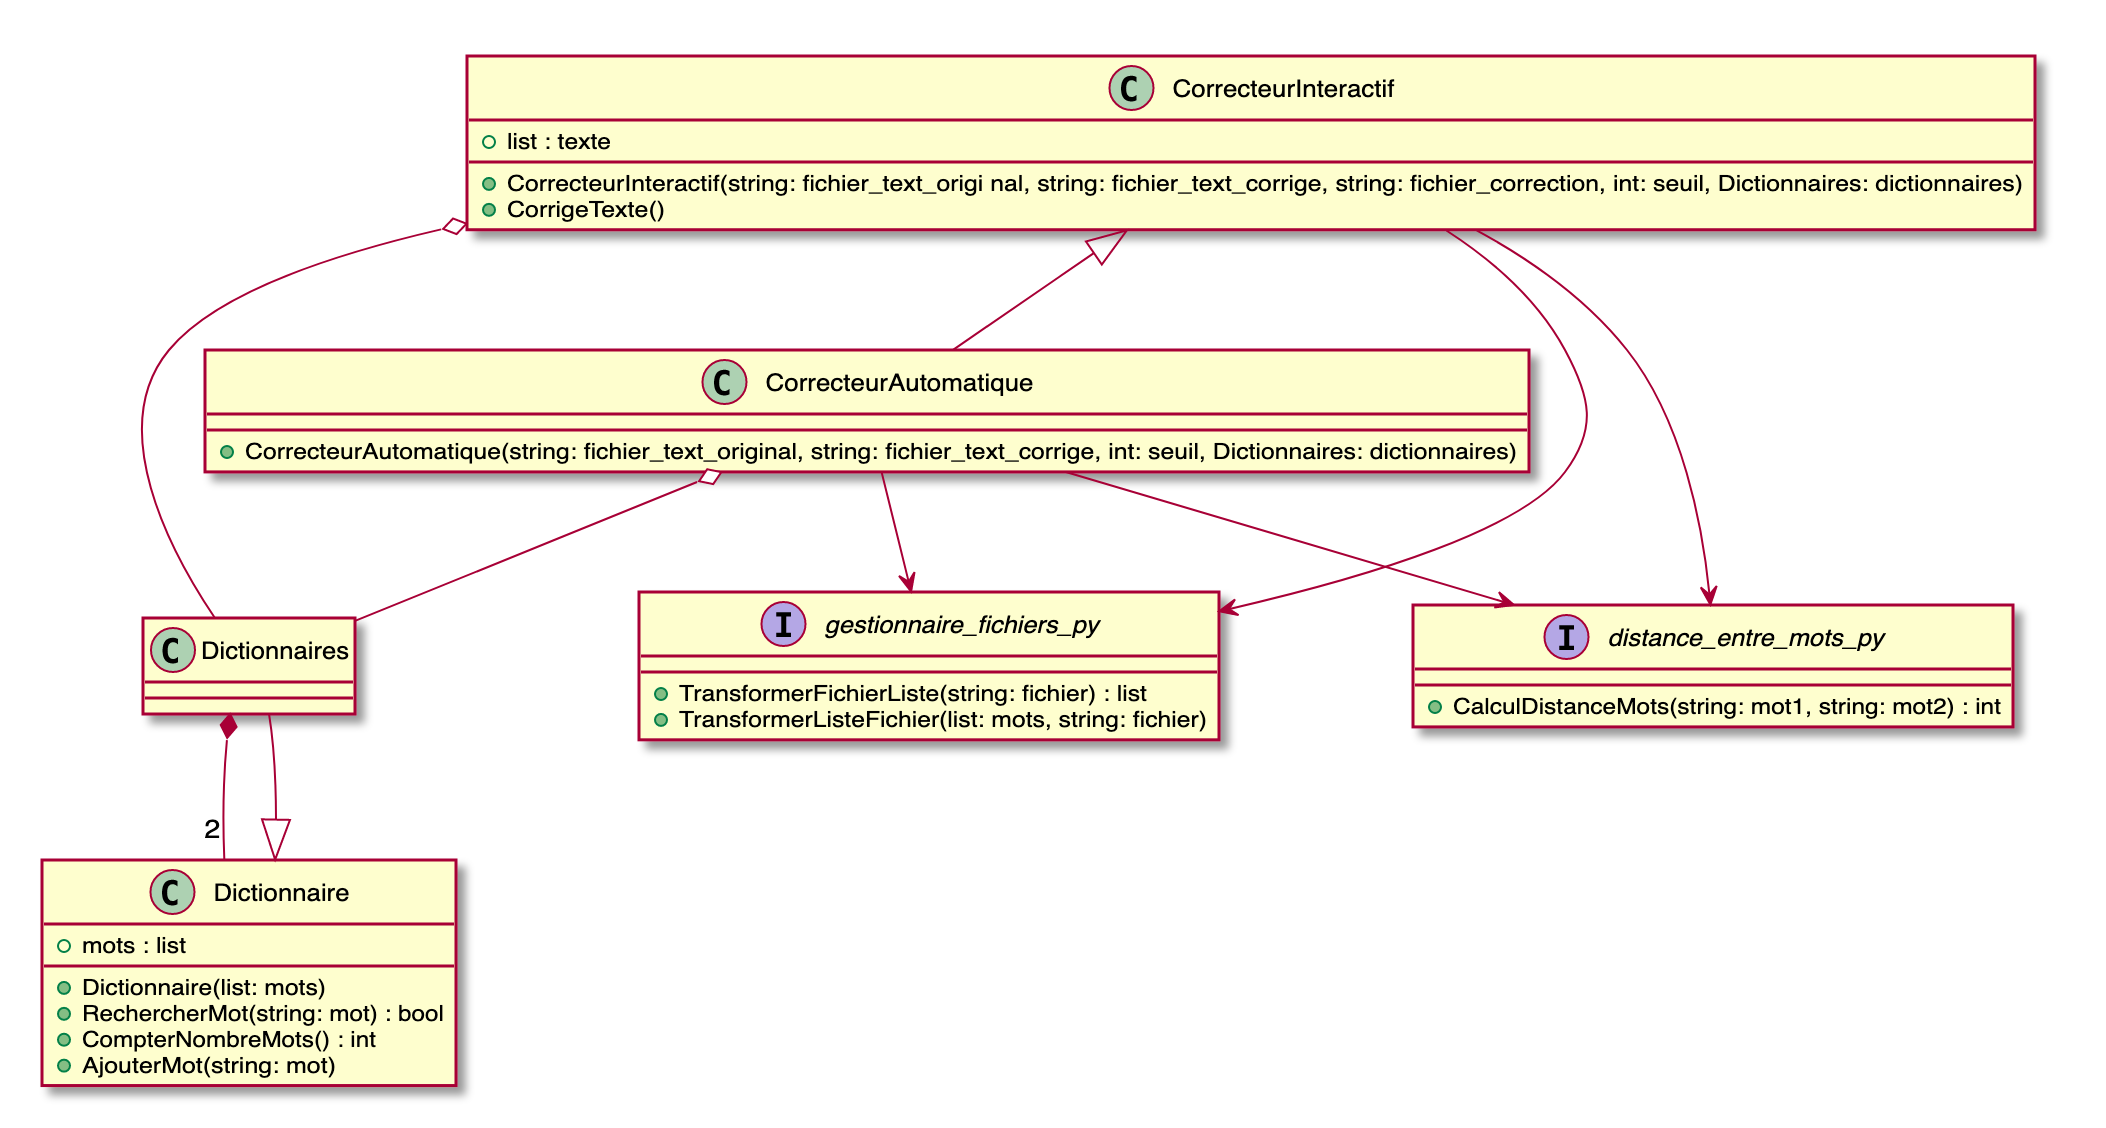 C CorrecteurInteractif
list : texte
CorrecteurInteractif(string: fichier_text_origi nal, string: fichier_text_corrige, string: fichier_correction, int: seuil, Dictionnaires: dictionnaires)
CorrigeTexte()
C CorrecteurAutomatique
CorrecteurAutomatique(string: fichier_text_original, string: fichier_text_corrige, int: seuil, Dictionnaires: dictionnaires)
C Dictionnaires
I gestionnaire_fichiers_py
TransformerFichierListe(string: fichier) : list
TransformerListeFichier(list: mots, string: fichier)
I distance_entre_mots_py
CalculDistanceMots(string: mot1, string: mot2) : int
2
C Dictionnaire
mots : list
Dictionnaire(list: mots)
RechercherMot(string: mot) : bool
CompterNombreMots() : int
AjouterMot(string: mot)